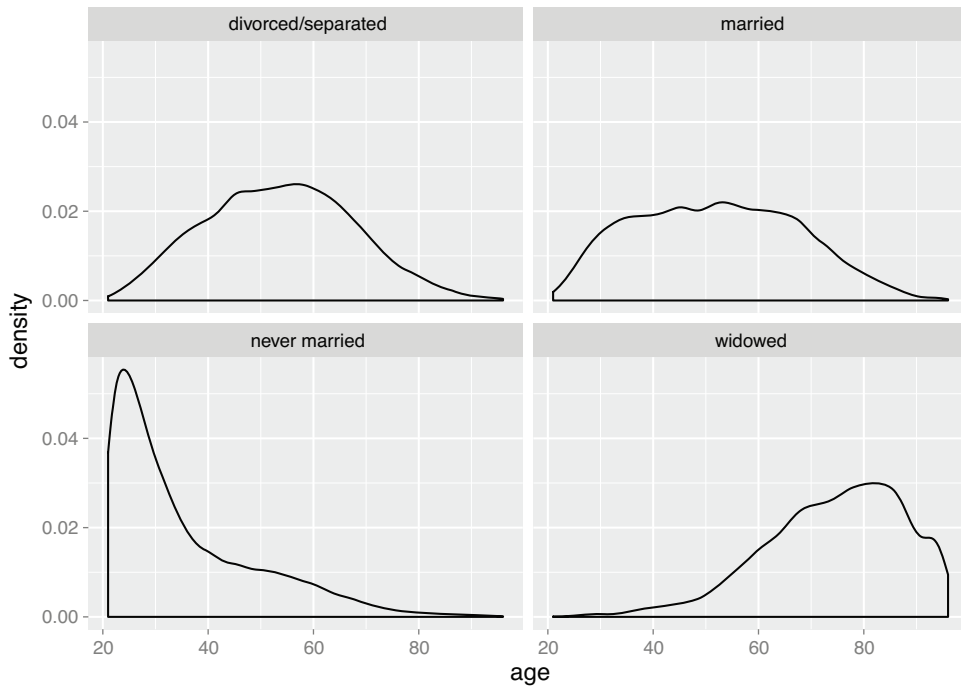 divorced/separated
married
0.04
0.02
0.00
density
never married
widowed
0.04
0.02
0.00
20 40 60 80
20 40 60 80
age